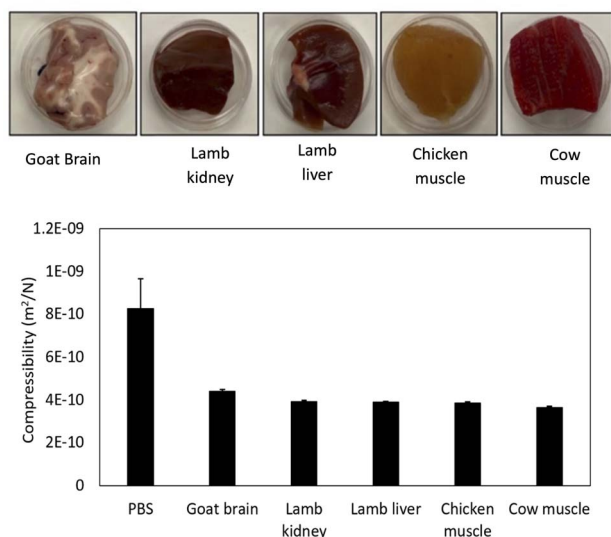 Goat Brain
Lamb
kidney
Lamb
liver
Chicken
muscle
Cow
muscle
Compressibility (m²/N)
1.2E-09
1E-09
8E-10
6E-10
4E-10
2E-10
0
PBS
Goat brain
Lamb
kidney
Lamb liver
Chicken
muscle
Cow muscle